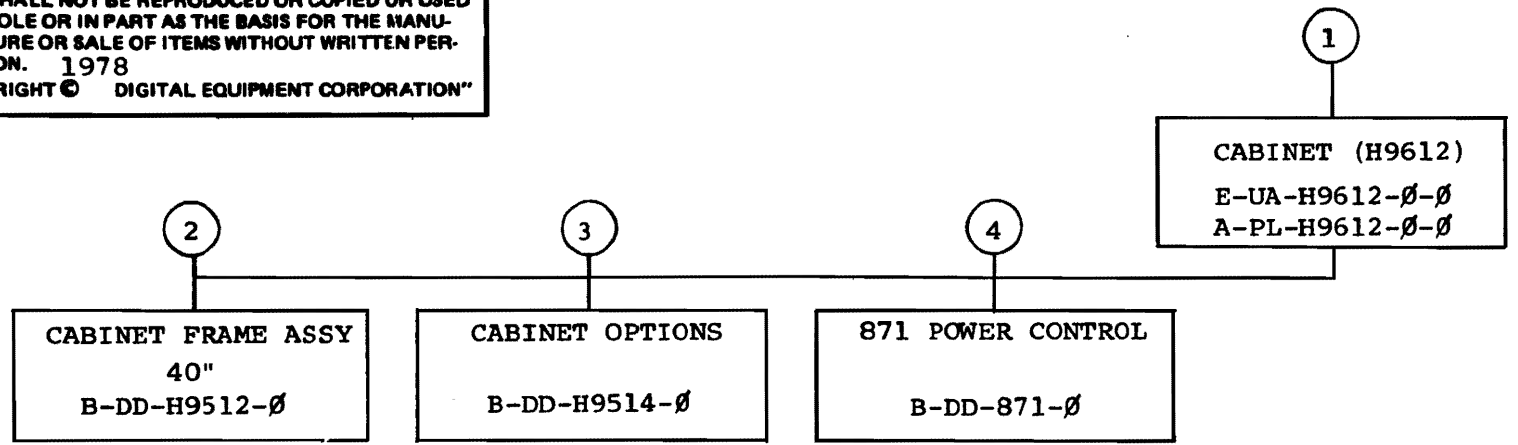 SHALL NOT BE REPRODUCED OR COPIED OR USED
OLE OR IN PART AS THE BASIS FOR THE MANU-
URE OR SALE OF ITEMS WITHOUT WRITTEN PER-
ON. 1978
RIGHT © DIGITAL EQUIPMENT CORPORATION"
1
CABINET (H9612)
E-UA-H9612-Ø-Ø
A-PL-H9612-Ø-Ø
2
3
4
CABINET FRAME ASSY
40"
B-DD-H9512-Ø
CABINET OPTIONS
B-DD-H9514-Ø
871 POWER CONTROL
B-DD-871-Ø